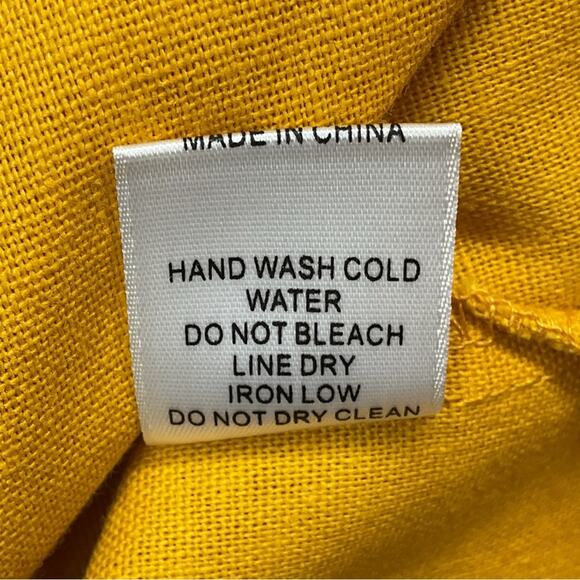 MADE IN CHINA
HAND WASH COLD
WATER
DO NOT BLEACH
LINE DRY
IRON LOW
DO NOT DRY CLEAN